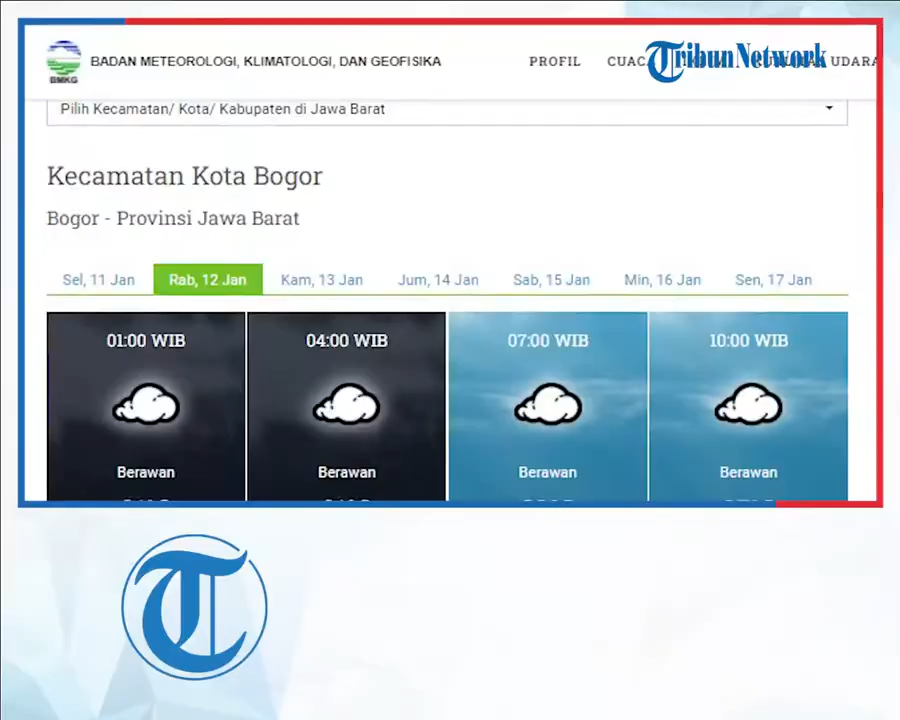 BMKG
BADAN METEOROLOGI, KLIMATOLOGI, DAN GEOFISIKA
PROFIL
Tribun Network
UDARA
Pilih Kecamatan/ Kota/ Kabupaten di Jawa Barat
Kecamatan Kota Bogor
Bogor - Provinsi Jawa Barat
Sel, 11 Jan
Rab, 12 Jan
Kam, 13 Jan
Jum, 14 Jan
Sab, 15 Jan
Min, 16 Jan
Sen, 17 Jan
01:00 WIB
04:00 WIB
07:00 WIB
10:00 WIB
Berawan
Berawan
Berawan
Berawan
T